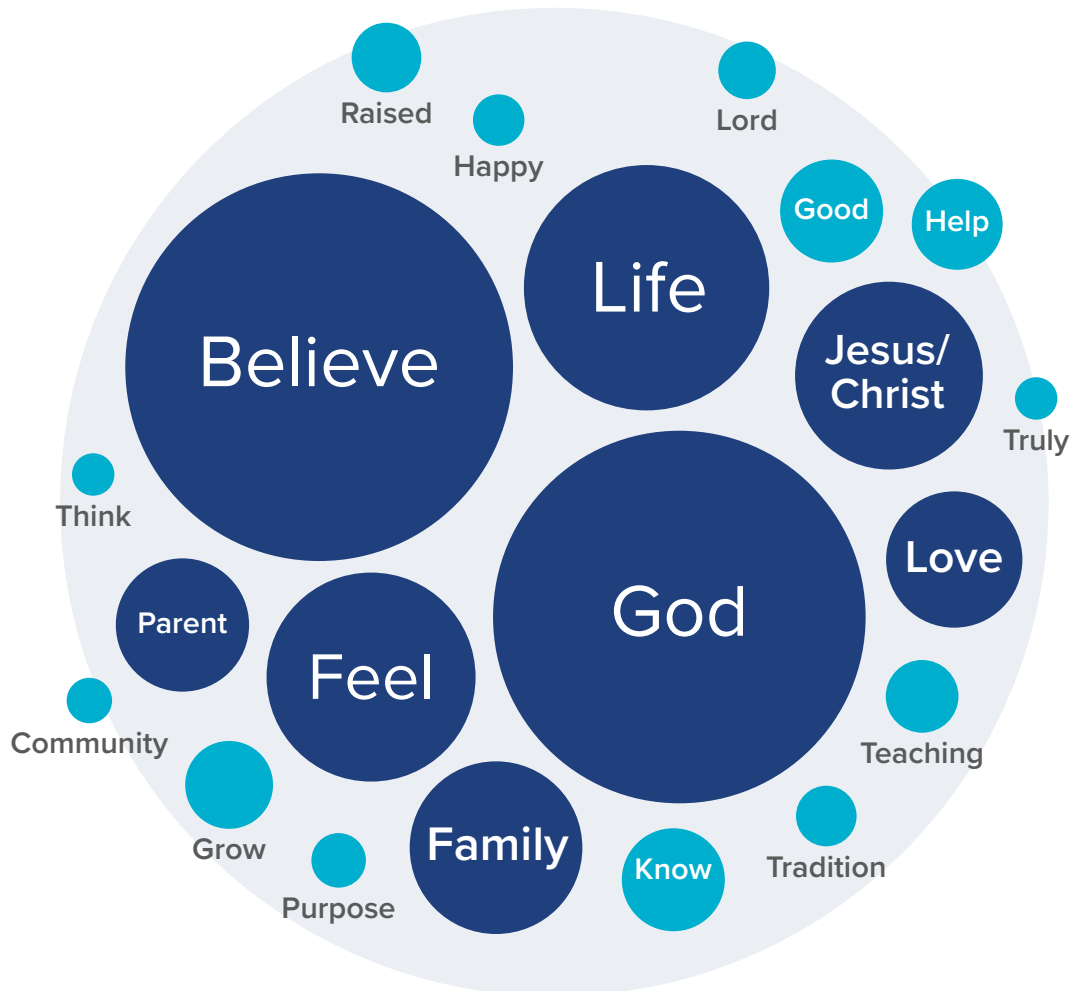 Raised
Lord
Happy
Good
Help
Life
Believe
Jesus/
Christ
Truly
Think
Love
God
Parent
Feel
Community
Teaching
Grow
Family
Know
Tradition
Purpose